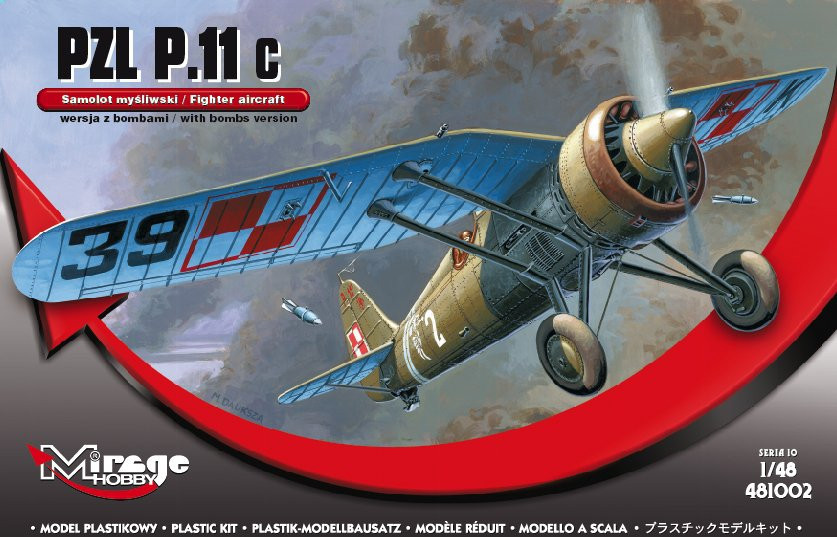 PZL P.11 c
Samolot myśliwski / Fighter aircraft
wersja z bombami / with bombs version
39
K
2
M. DAŁKSZA
Mirage®
HOBBY
SERIA 10
1/48
481002
• MODEL PLASTIKOWY • PLASTIC KIT • PLASTIK-MODELLBAUSATZ • MODÈLE RÉDUIT • MODELLO A SCALA • プラスチックモデルキット •